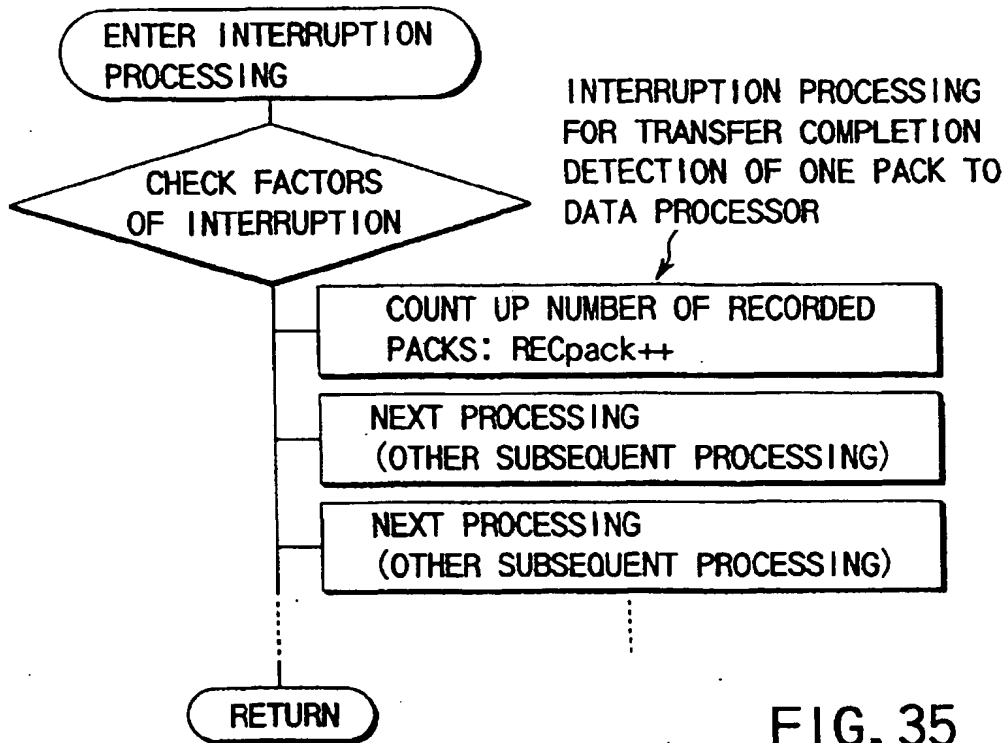 ENTER INTERRUPTION
PROCESSING
CHECK FACTORS
OF INTERRUPTION
INTERRUPTION PROCESSING
FOR TRANSFER COMPLETION
DETECTION OF ONE PACK TO
DATA PROCESSOR
COUNT UP NUMBER OF RECORDED
PACKS: RECpack++
NEXT PROCESSING
(OTHER SUBSEQUENT PROCESSING)
NEXT PROCESSING
(OTHER SUBSEQUENT PROCESSING)
RETURN
FIG. 35